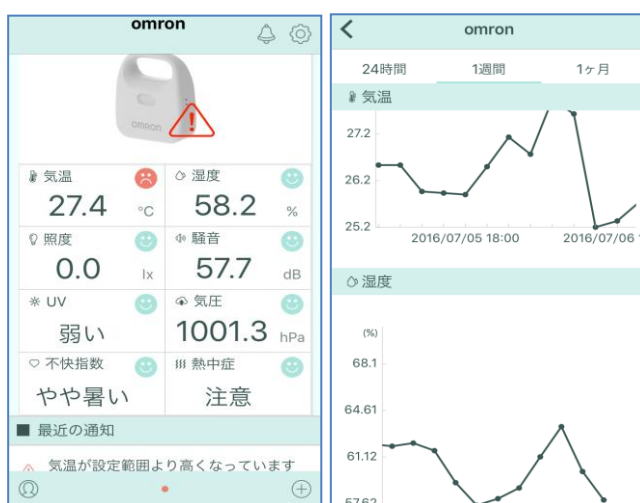 omron
omron
気温
27.4 °C
湿度
58.2 %
照度
0.0 lx
騒音
57.7 dB
UV
弱い
気圧
1001.3 hPa
不快指数
やや暑い
熱中症
注意
最近の通知
気温が設定範囲より高くなっています
omron
24時間 1週間 1ヶ月
気温
27.2
26.2
25.2
2016/07/05 18:00 2016/07/06
湿度
(%)
68.1
64.61
61.12
57.62